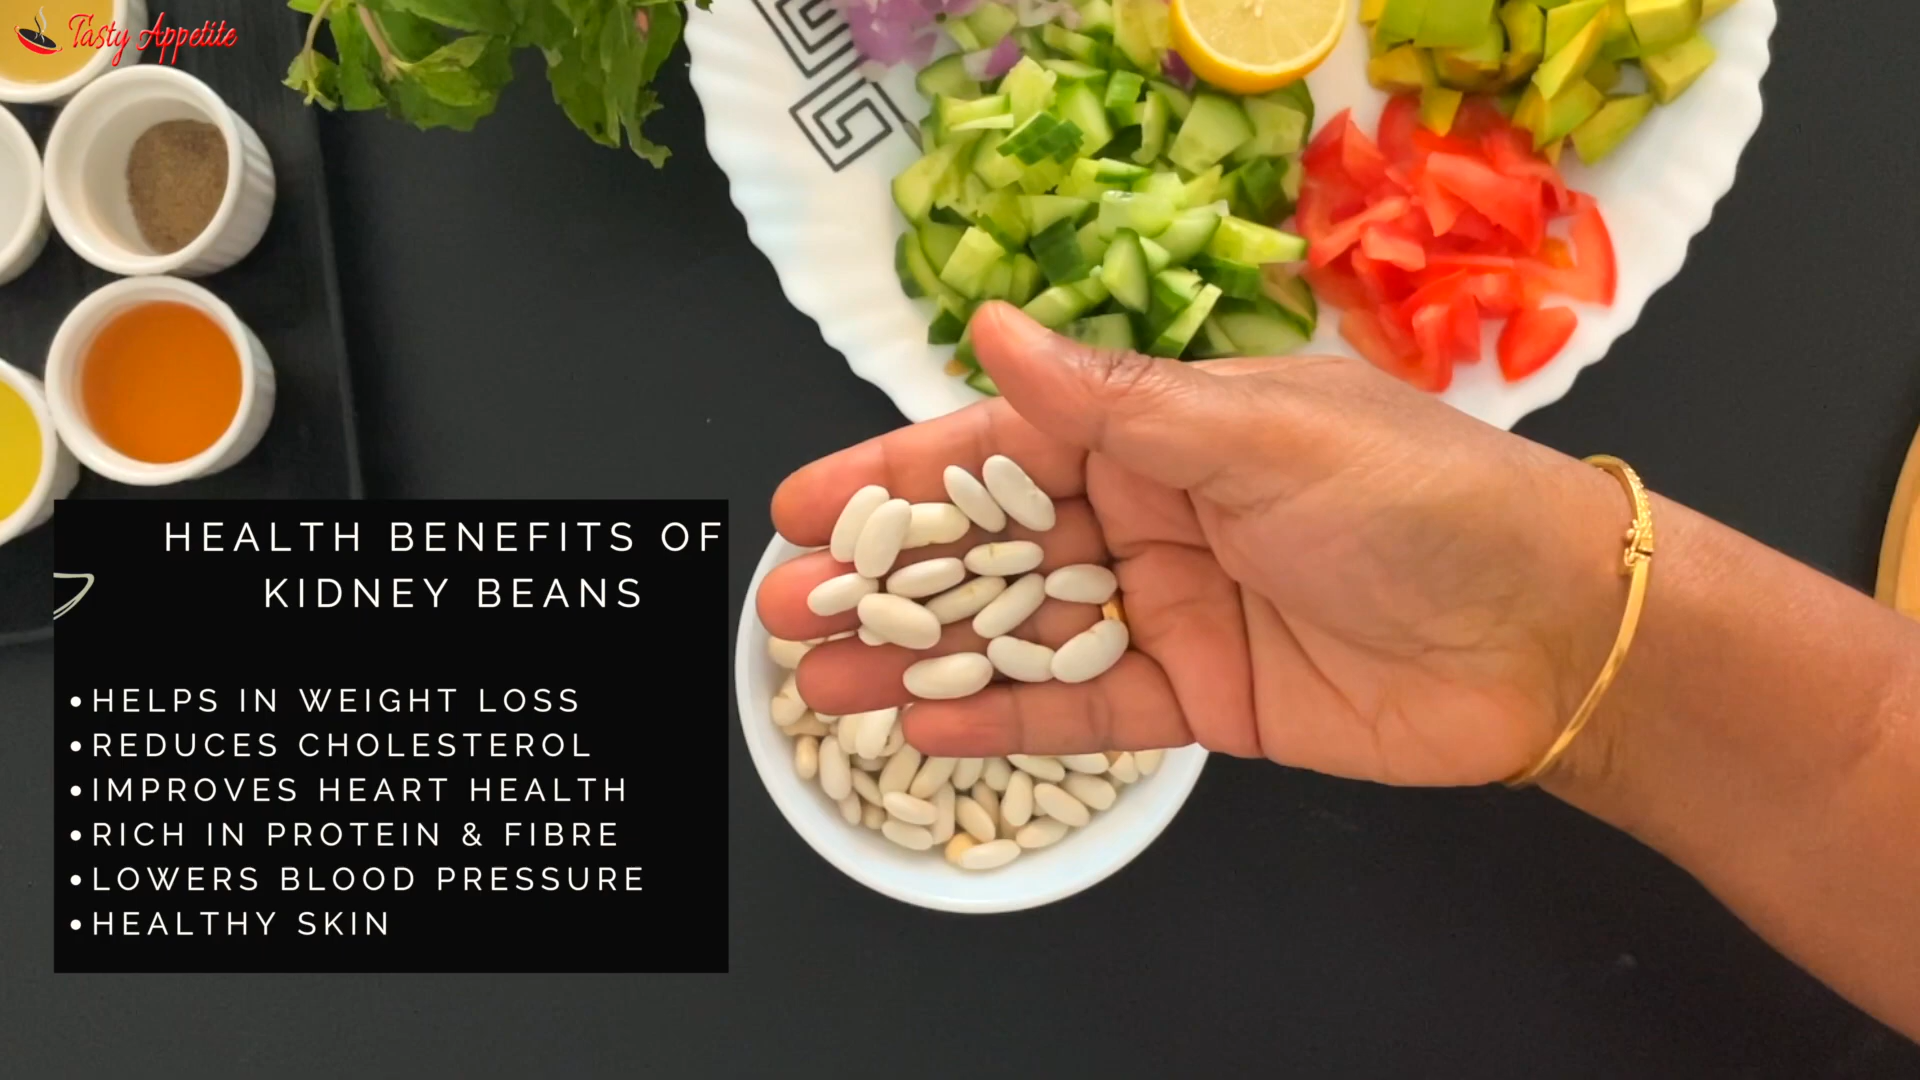 Tasty Appetite
HEALTH BENEFITS OF
KIDNEY BEANS
• HELPS IN WEIGHT LOSS
• REDUCES CHOLESTEROL
• IMPROVES HEART HEALTH
• RICH IN PROTEIN & FIBRE
• LOWERS BLOOD PRESSURE
• HEALTHY SKIN